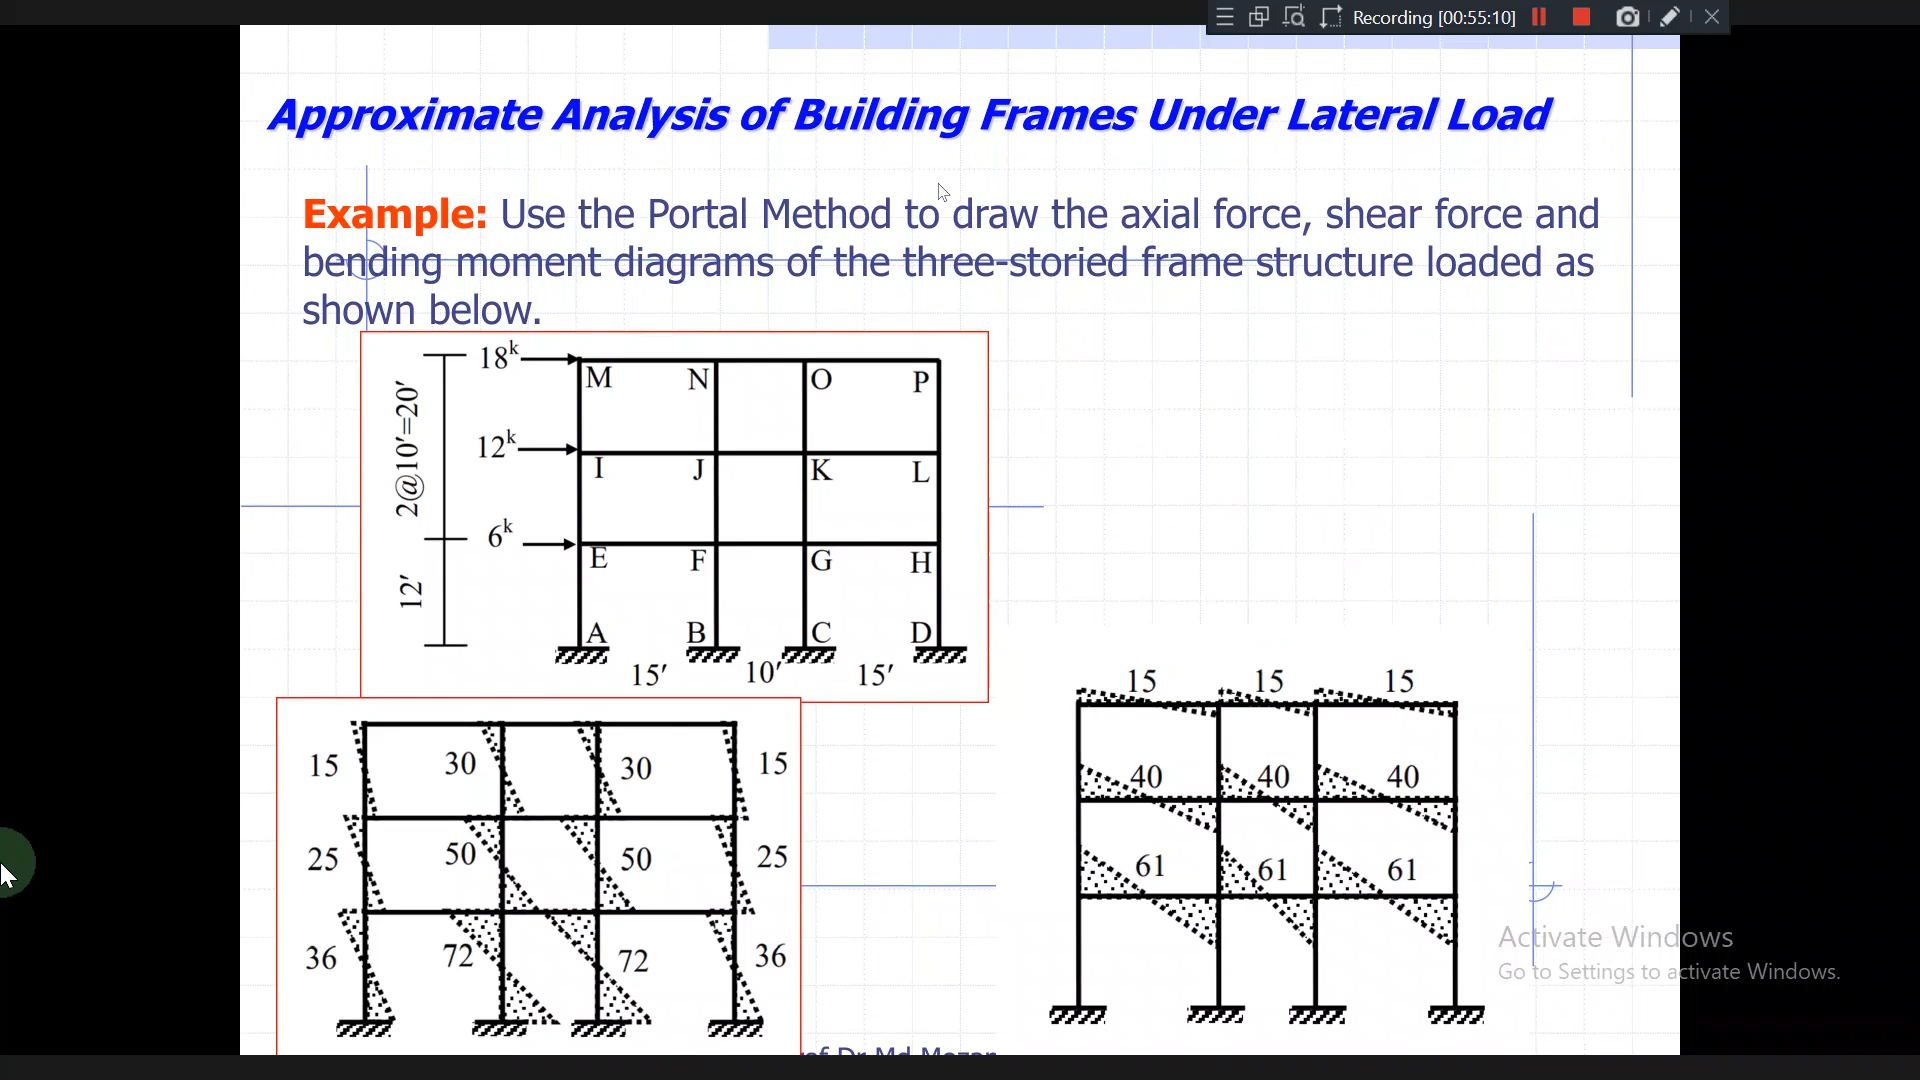 Recording [00:55:10]
Approximate Analysis of Building Frames Under Lateral Load
Example: Use the Portal Method to draw the axial force, shear force and
bending moment diagrams of the three-storied frame structure loaded as
shown below.
18k
M N O P
2@10′=20′
12k
I J K L
6k
E F G H
12′
A B C D
15′ 10′ 15′
15 30 30 15
25 50 50 25
36 72 72 36
15 15 15
40 40 40
61 61 61
Activate Windows
Go to Settings to activate Windows.
Dr Md